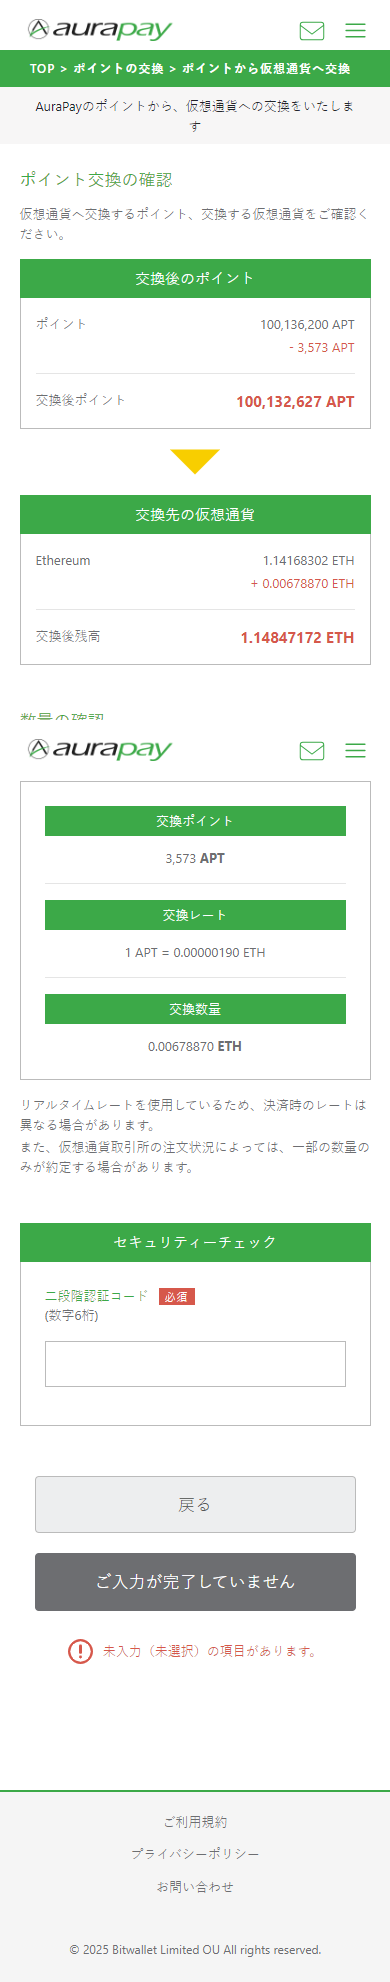 aurapay
TOP > ポイントの交換 > ポイントから仮想通貨へ交換
AuraPayのポイントから、仮想通貨への交換をいたしま
す
ポイント交換の確認
仮想通貨へ交換するポイント、交換する仮想通貨をご確認く
ださい。
交換後のポイント
ポイント 100,136,200 APT
- 3,573 APT
交換後ポイント 100,132,627 APT
交換先の仮想通貨
Ethereum 1.14168302 ETH
+ 0.00678870 ETH
交換後残高 1.14847172 ETH
数量の確認
aurapay
交換ポイント
3,573 APT
交換レート
1 APT = 0.00000190 ETH
交換数量
0.00678870 ETH
リアルタイムレートを使用しているため、決済時のレートは
異なる場合があります。
また、仮想通貨取引所の注文状況によっては、一部の数量の
みが約定する場合があります。
セキュリティーチェック
二段階認証コード 必須
(数字6桁)
戻る
ご入力が完了していません
未入力（未選択）の項目があります。
ご利用規約
プライバシーポリシー
お問い合わせ
© 2025 Bitwallet Limited OU All rights reserved.